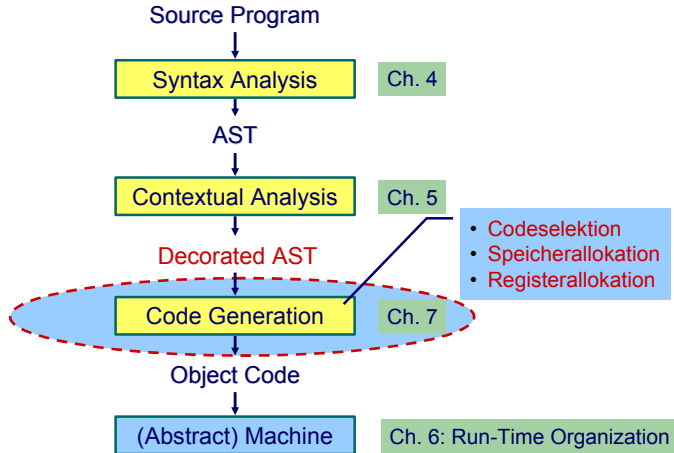 Source Program
Syntax Analysis
Ch. 4
AST
Contextual Analysis
Ch. 5
• Codeselektion
• Speicherallokation
• Registerallokation
Decorated AST
Code Generation
Ch. 7
Object Code
(Abstract) Machine
Ch. 6: Run-Time Organization